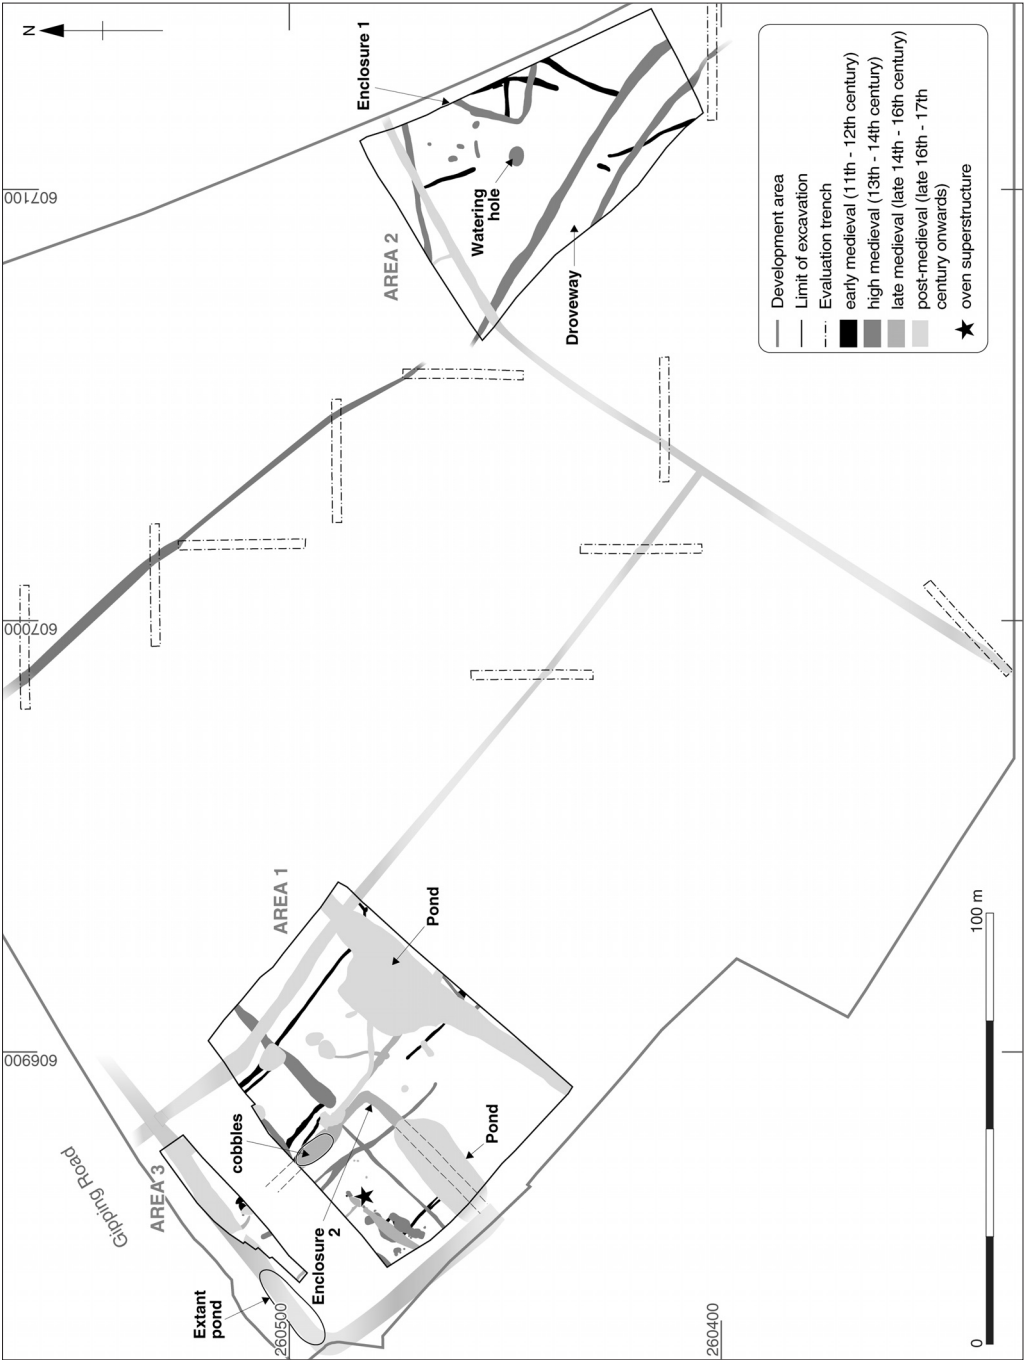 N
607100
607000
606900
260500
260400
Enclosure 1
AREA 2
Watering
hole
Droveway
AREA 1
Pond
Pond
cobbles
Enclosure
2
AREA 3
Gipping Road
Extant
pond
Development area
Limit of excavation
Evaluation trench
early medieval (11th - 12th century)
high medieval (13th - 14th century)
late medieval (late 14th - 16th century)
post-medieval (late 16th - 17th
century onwards)
oven superstructure
0
100 m